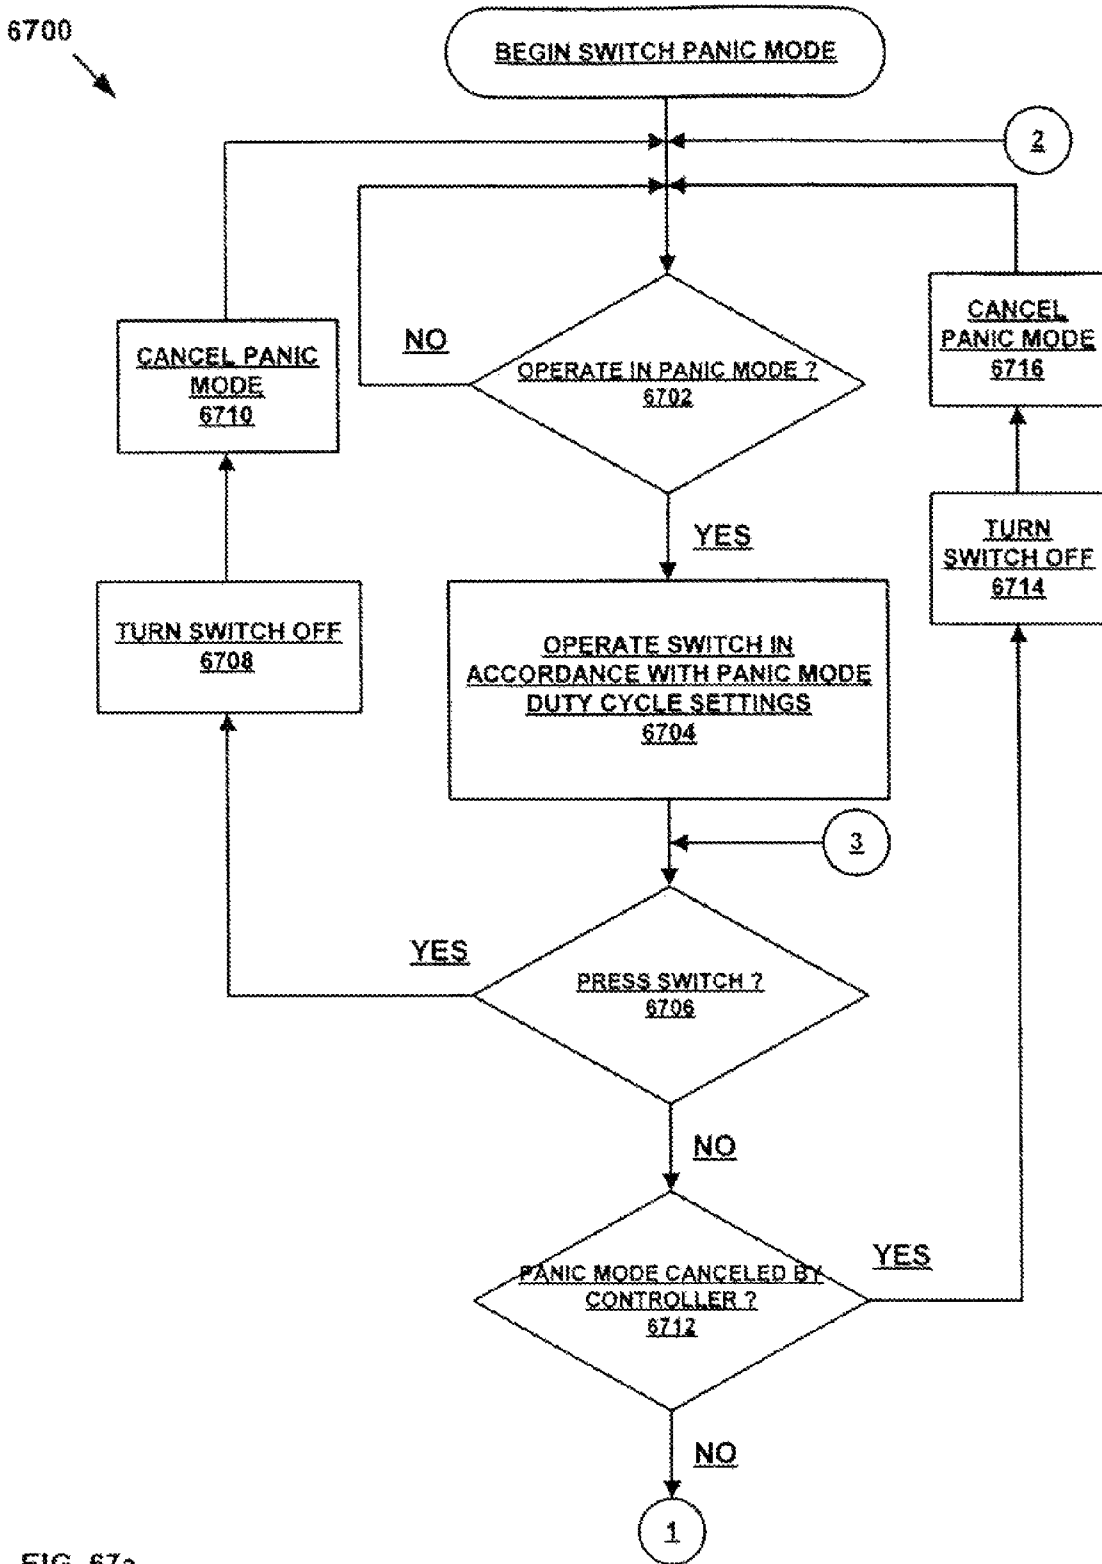 6700
BEGIN SWITCH PANIC MODE
2
CANCEL PANIC
MODE
6710
NO
OPERATE IN PANIC MODE ?
6702
CANCEL
PANIC MODE
6716
YES
TURN SWITCH OFF
6708
OPERATE SWITCH IN
ACCORDANCE WITH PANIC MODE
DUTY CYCLE SETTINGS
6704
TURN
SWITCH OFF
6714
3
YES
PRESS SWITCH ?
6706
NO
PANIC MODE CANCELED BY
CONTROLLER ?
6712
YES
NO
1
FIG. 67a